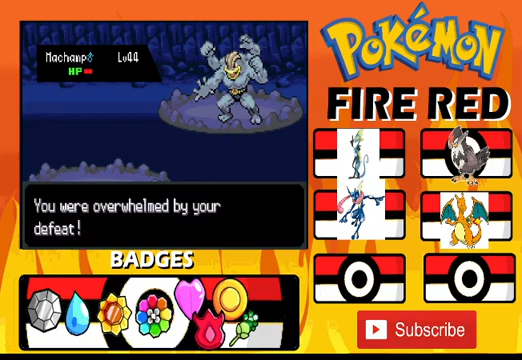 POKéMON
FIRE RED
Machamp♂ Lv44
HP
You were overwhelmed by your
defeat!
BADGES
Subscribe